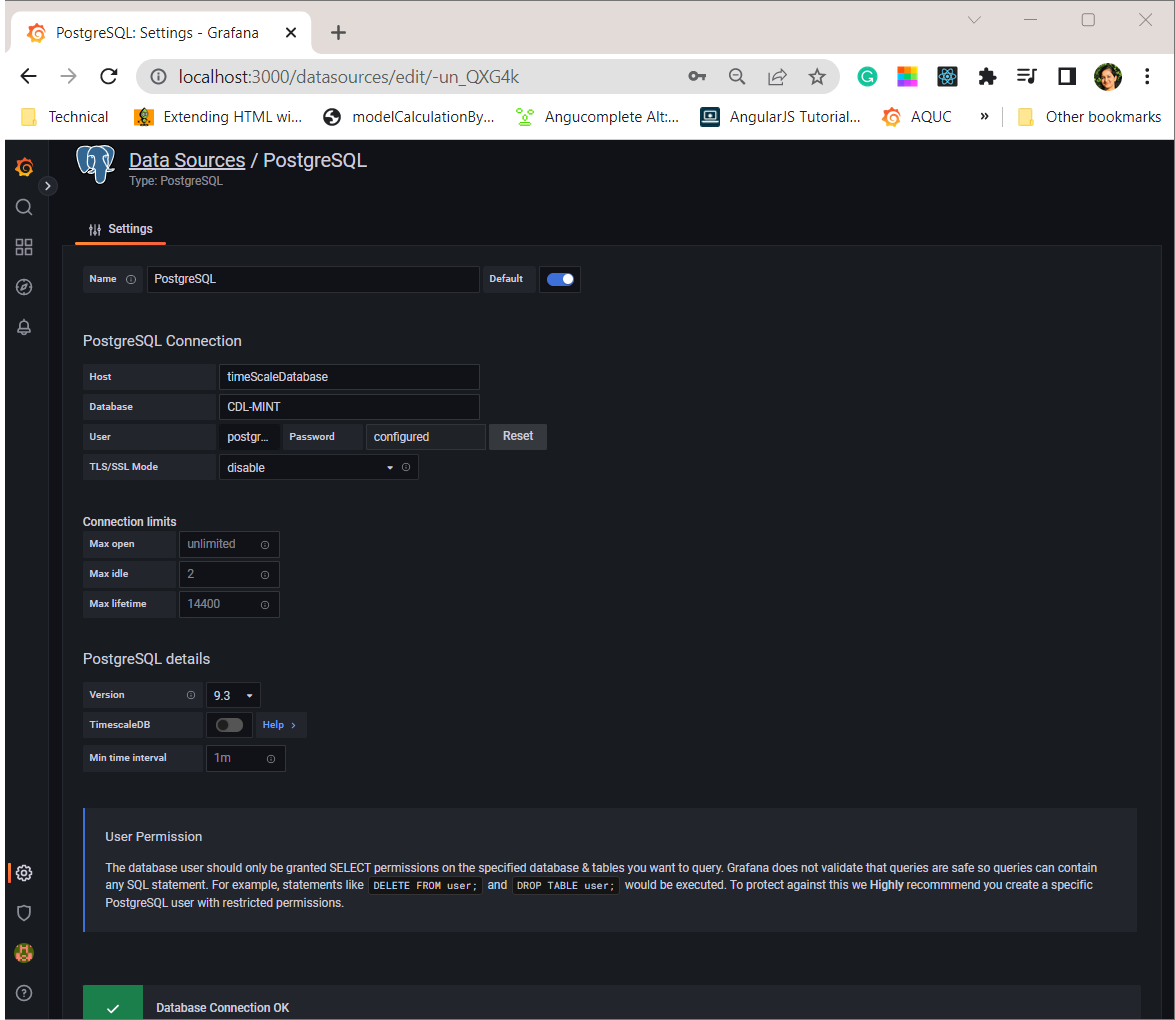 PostgreSQL: Settings - Grafana
localhost:3000/datasources/edit/-un_QXG4k
Technical Extending HTML wi... modelCalculationBy... Angucomplete Alt:... AngularJS Tutorial... AQUC » Other bookmarks
Data Sources / PostgreSQL
Type: PostgreSQL
Settings
Name PostgreSQL Default
PostgreSQL Connection
Host timeScaleDatabase
Database CDL-MINT
User postgr... Password configured Reset
TLS/SSL Mode disable
Connection limits
Max open unlimited
Max idle 2
Max lifetime 14400
PostgreSQL details
Version 9.3
TimescaleDB Help >
Min time interval 1m
User Permission
The database user should only be granted SELECT permissions on the specified database & tables you want to query. Grafana does not validate that queries are safe so queries can contain
any SQL statement. For example, statements like DELETE FROM user; and DROP TABLE user; would be executed. To protect against this we Highly recommmend you create a specific
PostgreSQL user with restricted permissions.
Database Connection OK